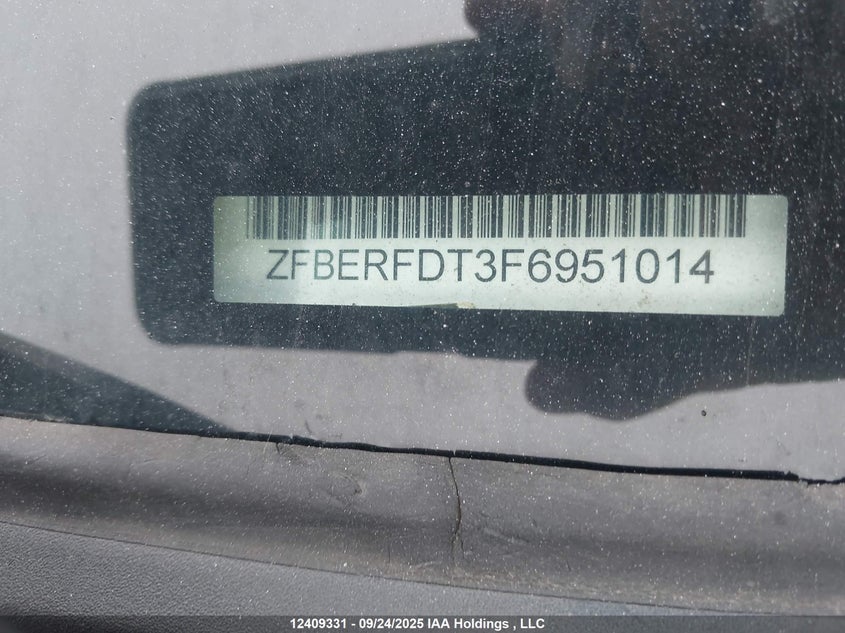 ZFBERFDT3F6951014
12409331 - 09/24/2025 IAA Holdings , LLC